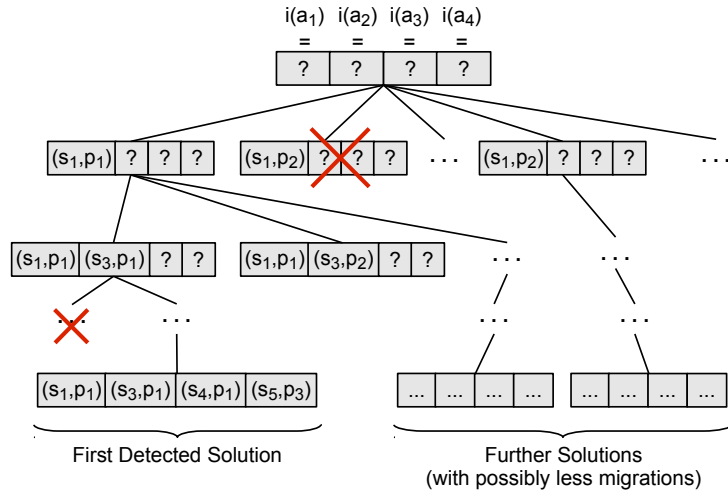 i(a1) i(a2) i(a3) i(a4)
= = = =
? ? ? ?
(s1,p1) ? ? ? (s1,p2) ? ? ? ... (s1,p2) ? ? ? ...
(s1,p1) (s3,p1) ? ? (s1,p1) (s3,p2) ? ? ... ...
... ... ... ...
(s1,p1) (s3,p1) (s4,p1) (s5,p3) ... ... ... ... ... ... ... ...
First Detected Solution Further Solutions
(with possibly less migrations)